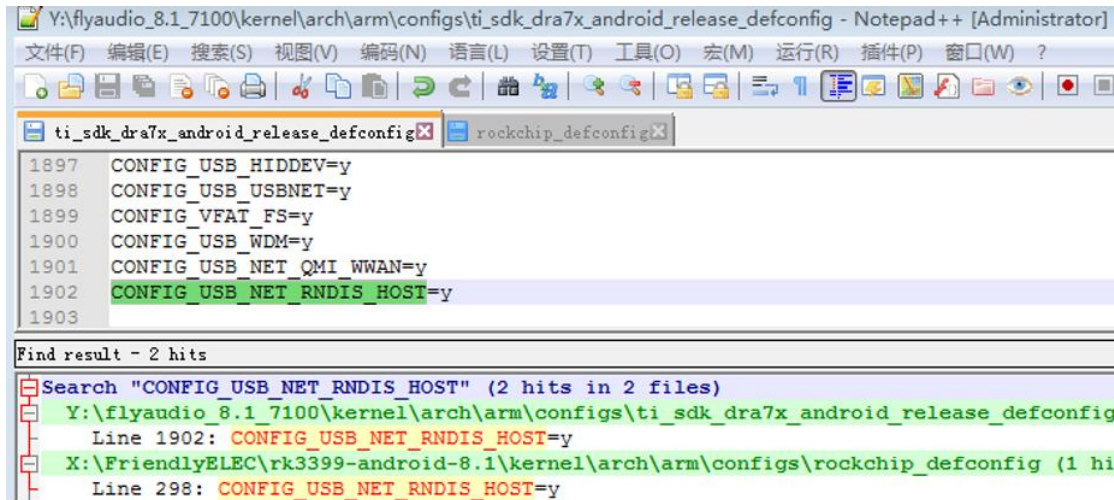 Y:\flyaudio_8.1_7100\kernel\arch\arm\configs\ti_sdk_dra7x_android_release_defconfig - Notepad++ [Administrator]
文件(F) 编辑(E) 搜索(S) 视图(V) 编码(N) 语言(L) 设置(T) 工具(O) 宏(M) 运行(R) 插件(P) 窗口(W) ?
ti_sdk_dra7x_android_release_defconfig rockchip_defconfig
1897 CONFIG_USB_HIDDEV=y
1898 CONFIG_USB_USBNET=y
1899 CONFIG_VFAT_FS=y
1900 CONFIG_USB_WDM=y
1901 CONFIG_USB_NET_QMI_WWAN=y
1902 CONFIG_USB_NET_RNDIS_HOST=y
1903
Find result - 2 hits
Search "CONFIG_USB_NET_RNDIS_HOST" (2 hits in 2 files)
Y:\flyaudio_8.1_7100\kernel\arch\arm\configs\ti_sdk_dra7x_android_release_defconfig
Line 1902: CONFIG_USB_NET_RNDIS_HOST=y
X:\FriendlyELEC\rk3399-android-8.1\kernel\arch\arm\configs\rockchip_defconfig (1 hi
Line 298: CONFIG_USB_NET_RNDIS_HOST=y